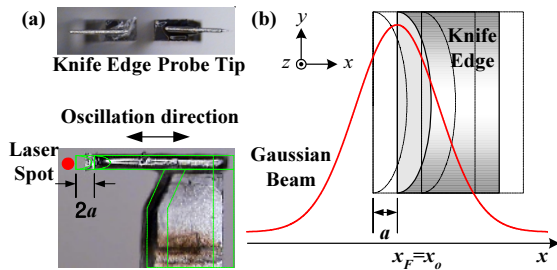 (a)
Knife Edge Probe Tip
Oscillation direction
Laser
Spot
2a
(b)
y
z
x
Knife
Edge
Gaussian
Beam
a
x_F=x_o
x